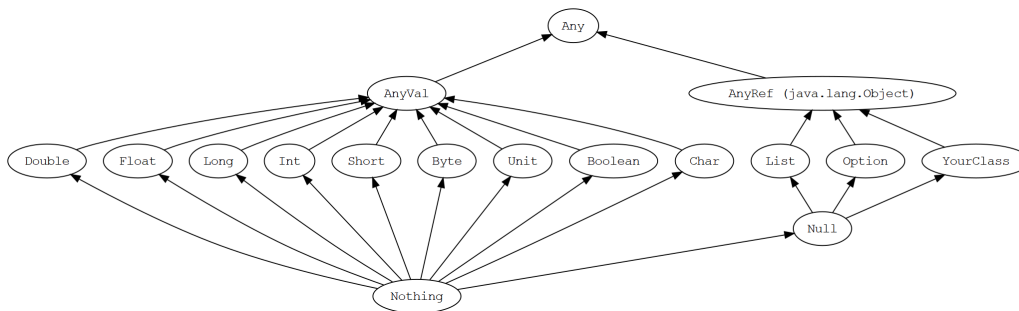 Any
AnyVal
AnyRef (java.lang.Object)
Double
Float
Long
Int
Short
Byte
Unit
Boolean
Char
List
Option
YourClass
Null
Nothing